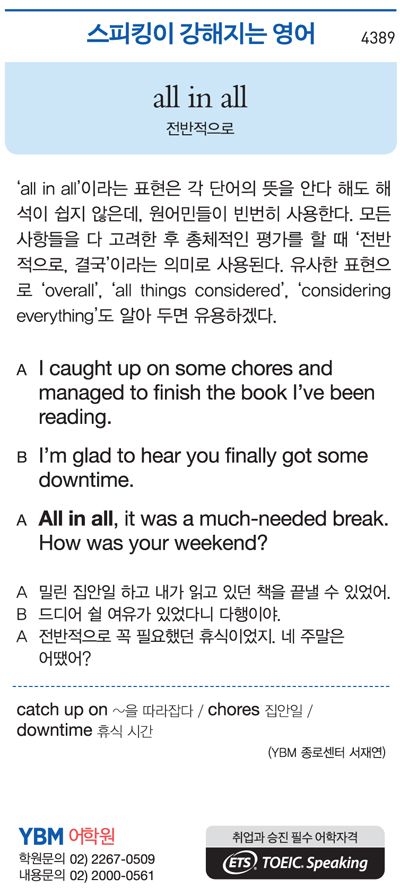 스피킹이 강해지는 영어 4389
all in all
전반적으로
‘all in all’이라는 표현은 각 단어의 뜻을 안다 해도 해
석이 쉽지 않은데, 원어민들이 빈번히 사용한다. 모든
사항들을 다 고려한 후 총체적인 평가를 할 때 ‘전반
적으로, 결국’이라는 의미로 사용된다. 유사한 표현으
로 ‘overall’, ‘all things considered’, ‘considering
everything’도 알아 두면 유용하겠다.
A I caught up on some chores and
managed to finish the book I’ve been
reading.
B I’m glad to hear you finally got some
downtime.
A All in all, it was a much-needed break.
How was your weekend?
A 밀린 집안일 하고 내가 읽고 있던 책을 끝낼 수 있었어.
B 드디어 쉴 여유가 있었다니 다행이야.
A 전반적으로 꼭 필요했던 휴식이었지. 네 주말은
어땠어?
catch up on ～을 따라잡다 / chores 집안일 /
downtime 휴식 시간
(YBM 종로센터 서재연)
YBM 어학원
학원문의 02) 2267-0509
내용문의 02) 2000-0561
취업과 승진 필수 어학자격
ETS TOEIC. Speaking